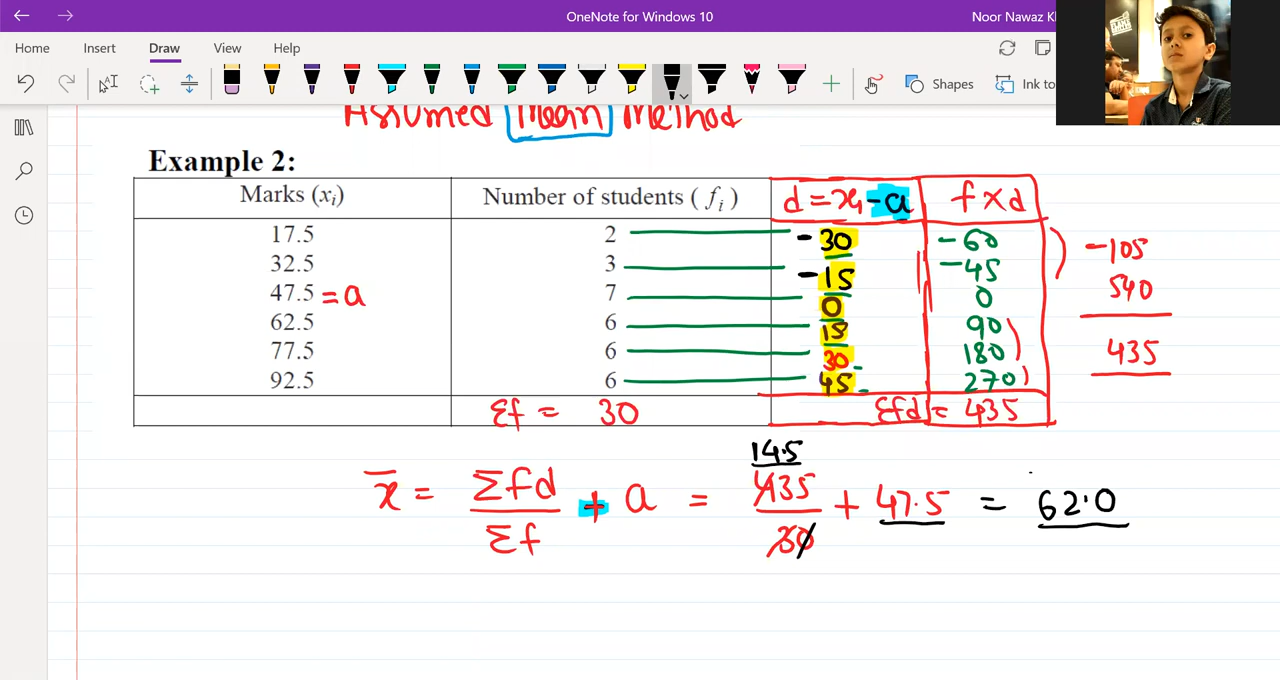 OneNote for Windows 10
Noor Nawaz Kh
Home Insert Draw View Help
Shapes Ink to
Assumed Mean Method
Example 2:
Marks (xi) Number of students ( fi ) d = xi - a f × d
17.5 2 - 30 - 60
32.5 3 - 15 - 45
47.5 = a 7 0 0
62.5 6 15 90
77.5 6 30 180
92.5 6 45 270
Σf = 30 Σfd = 435
- 105
540
435
14.5
x̄ = Σfd / Σf + a = 435 / 30 + 47.5 = 62.0